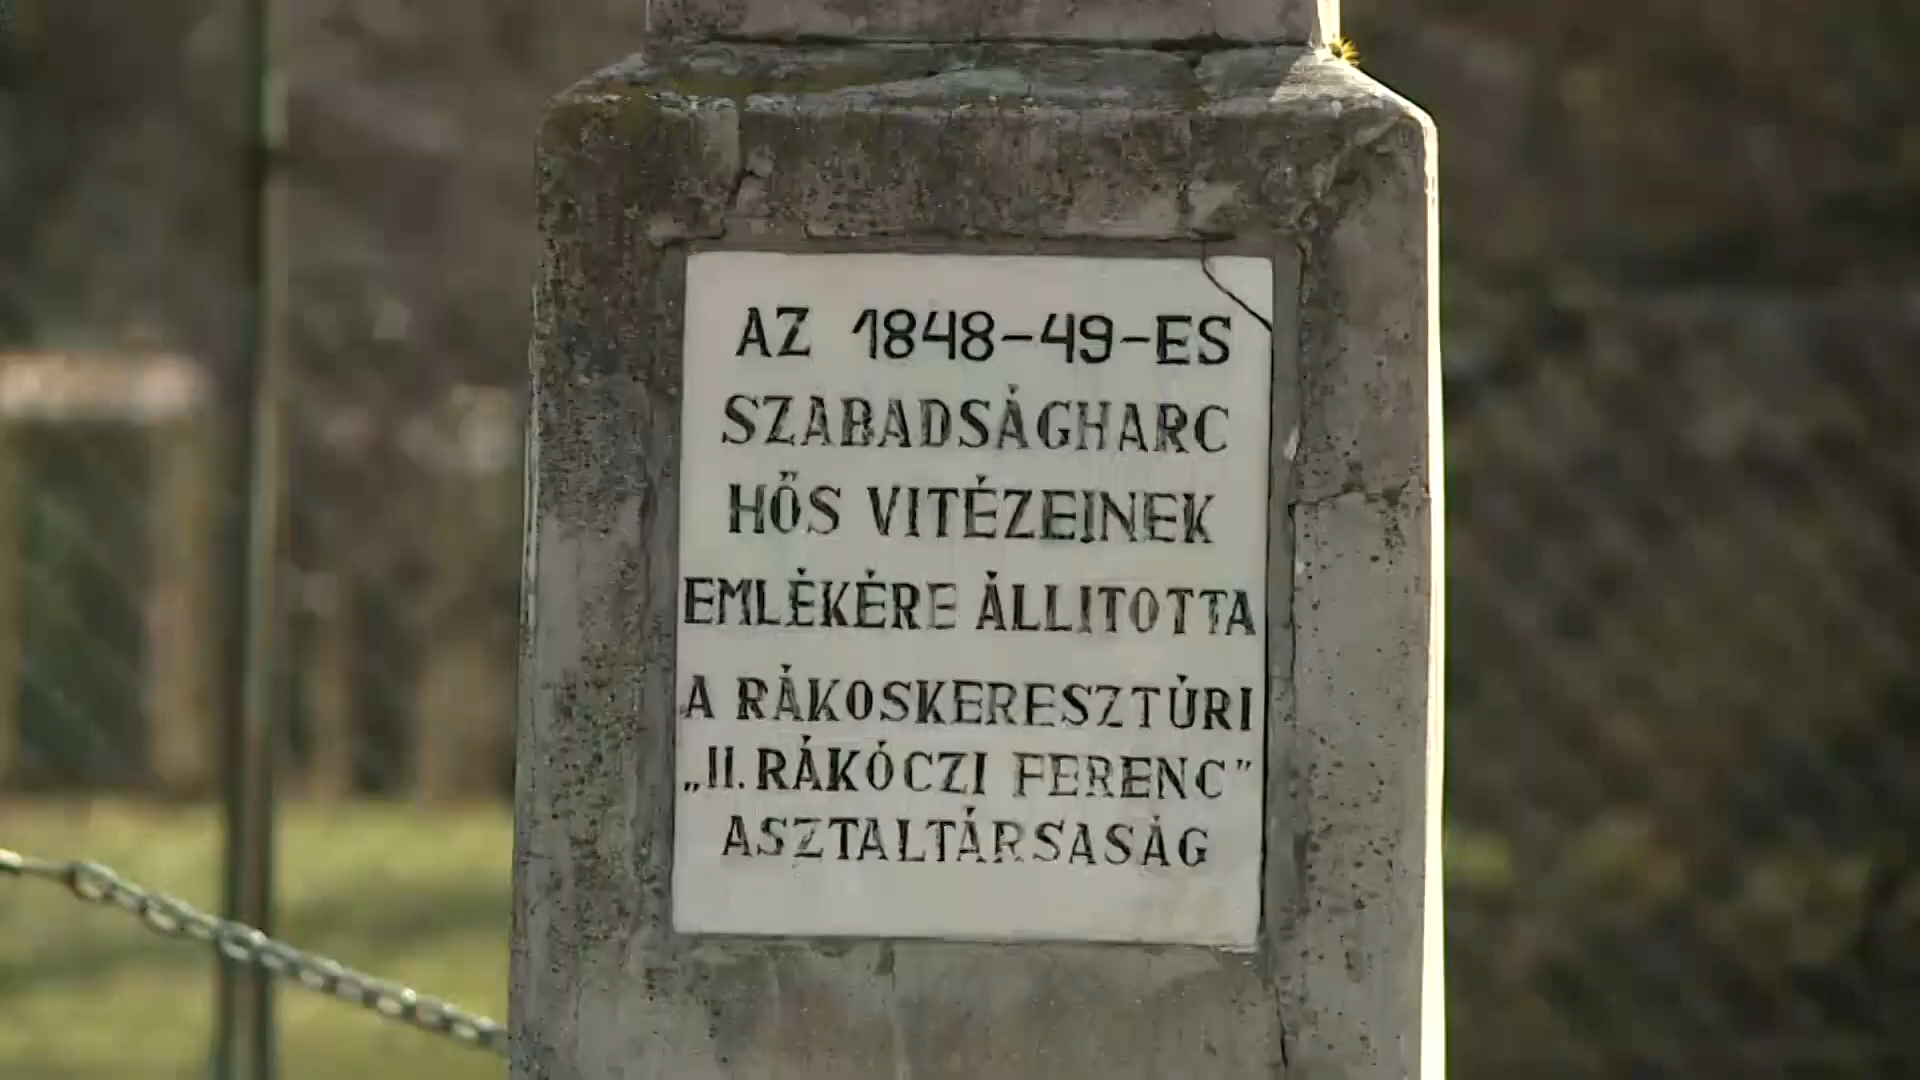 AZ 1848-49-ES
SZABADSÁGHARC
HŐS VITÉZEINEK
EMLÉKÉRE ÁLLITOTTA
A RÁKOSKERESZTÚRI
„II. RÁKÓCZI FERENC”
ASZTALTÁRSASÁG